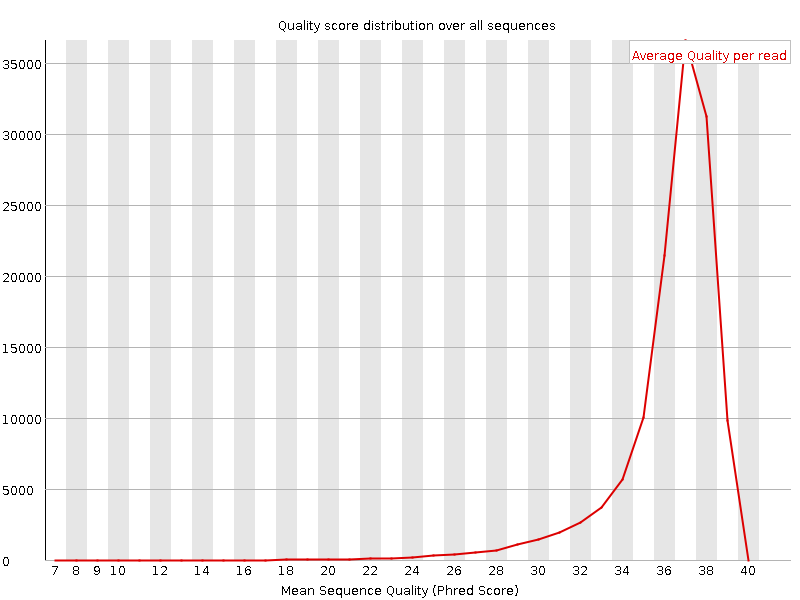 Quality score distribution over all sequences
Average Quality per read
35000
30000
25000
20000
15000
10000
5000
0
7 8 9 10 12 14 16 18 20 22 24 26 28 30 32 34 36 38 40
Mean Sequence Quality (Phred Score)